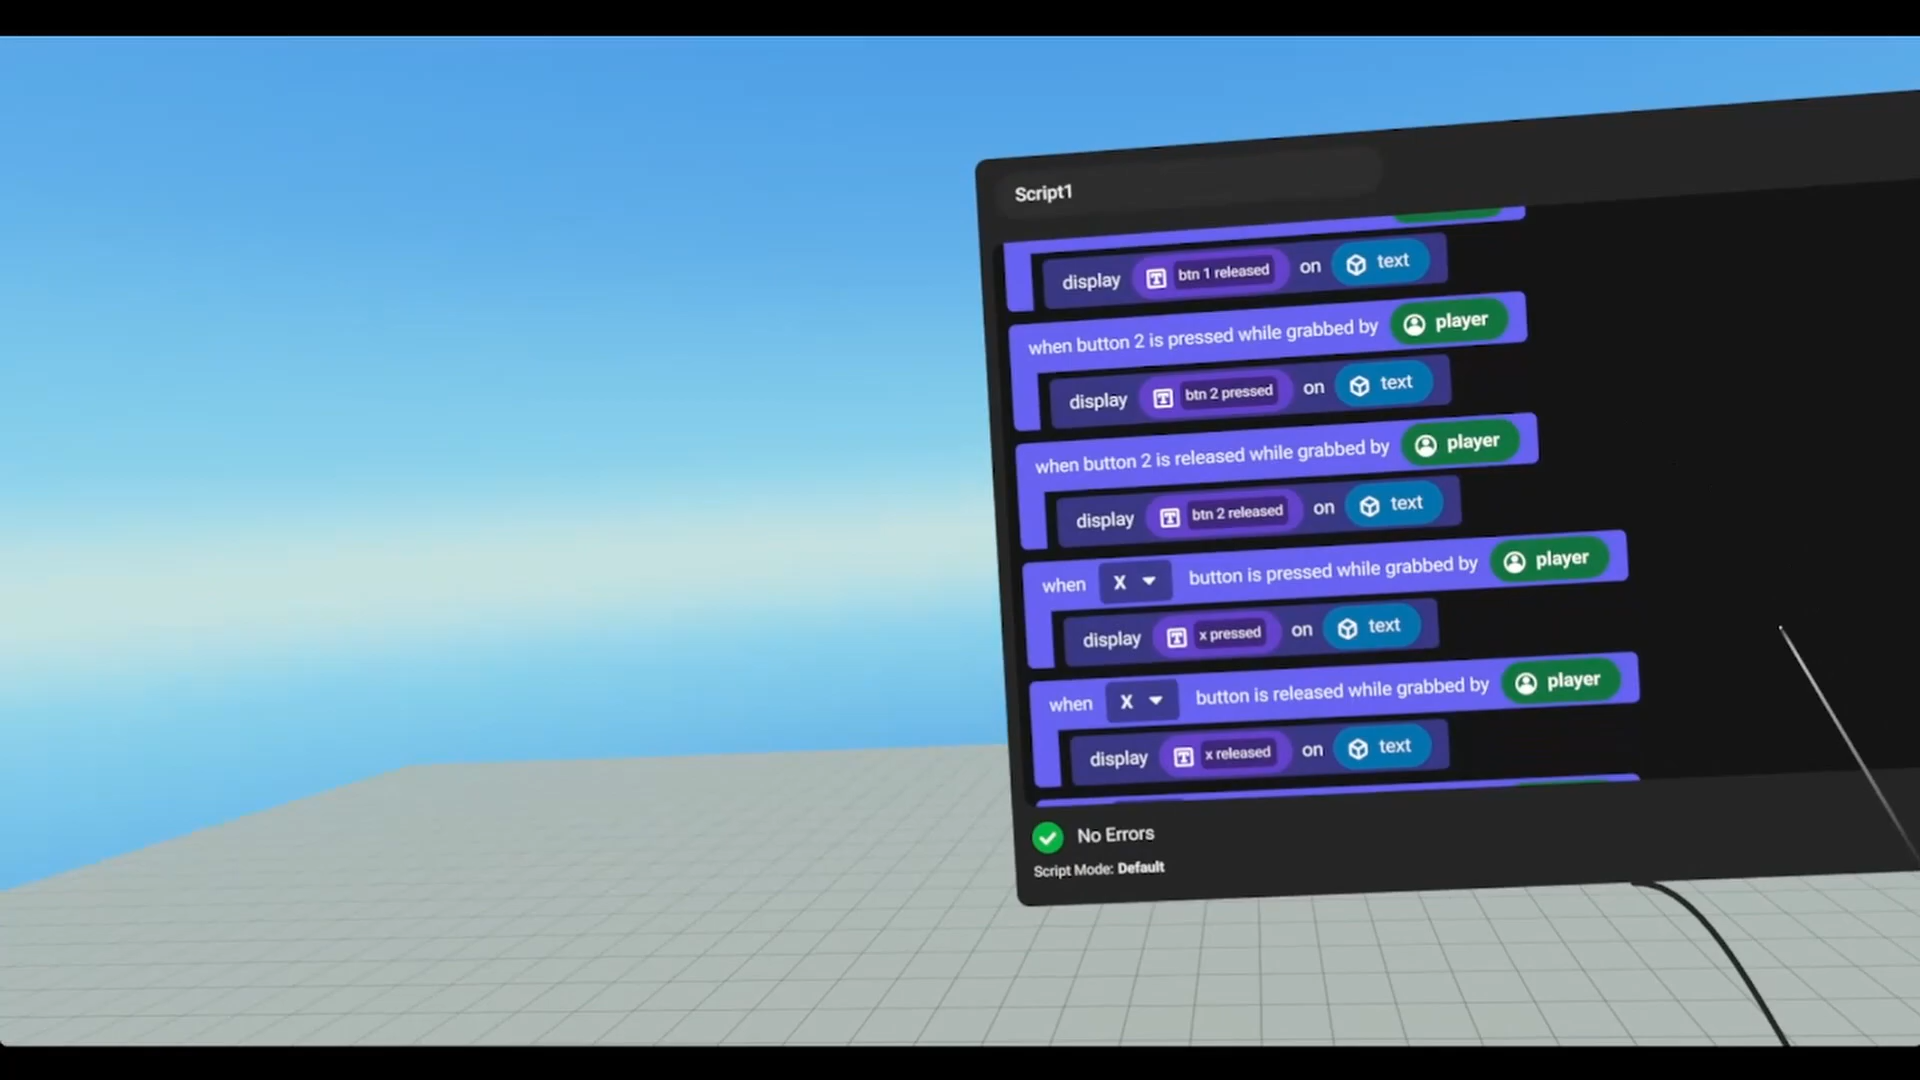 Script1
display btn 1 released on text
when button 2 is pressed while grabbed by player
display btn 2 pressed on text
when button 2 is released while grabbed by player
display btn 2 released on text
when X button is pressed while grabbed by player
display x pressed on text
when X button is released while grabbed by player
display x released on text
No Errors
Script Mode: Default